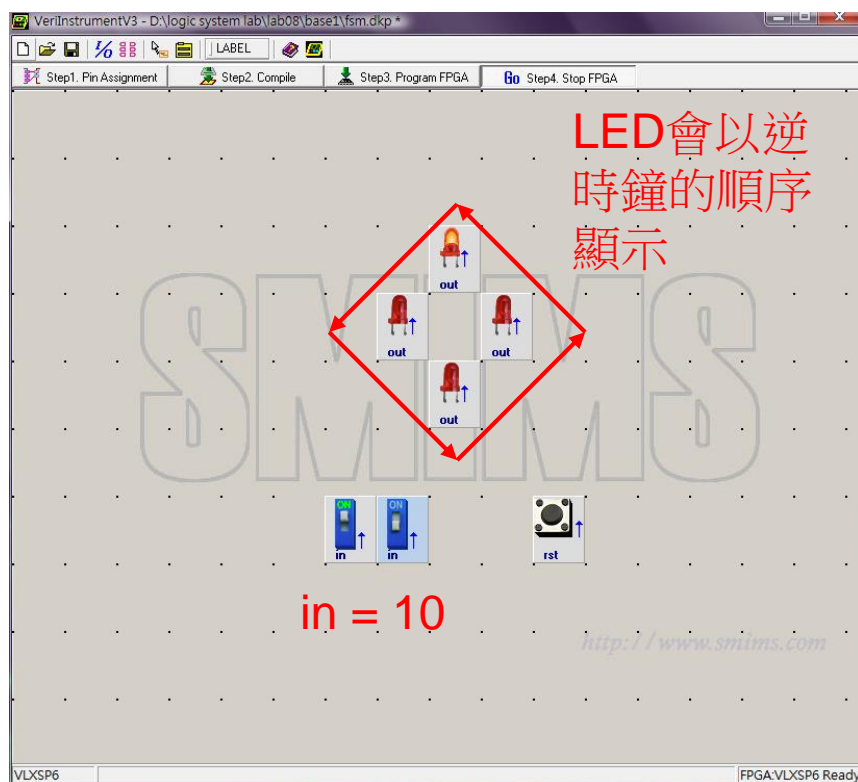 VeriInstrumentV3 - D:\logic system lab\lab08\base1\fsm.dkp *
I/O LABEL
Step1. Pin Assignment Step2. Compile Step3. Program FPGA Go Step4. Stop FPGA
LED會以逆
時鐘的順序
顯示
out
out out
out
SMIMS
ON ON
in in rst
in = 10
http://www.smims.com
VLXSP6 FPGA:VLXSP6 Ready